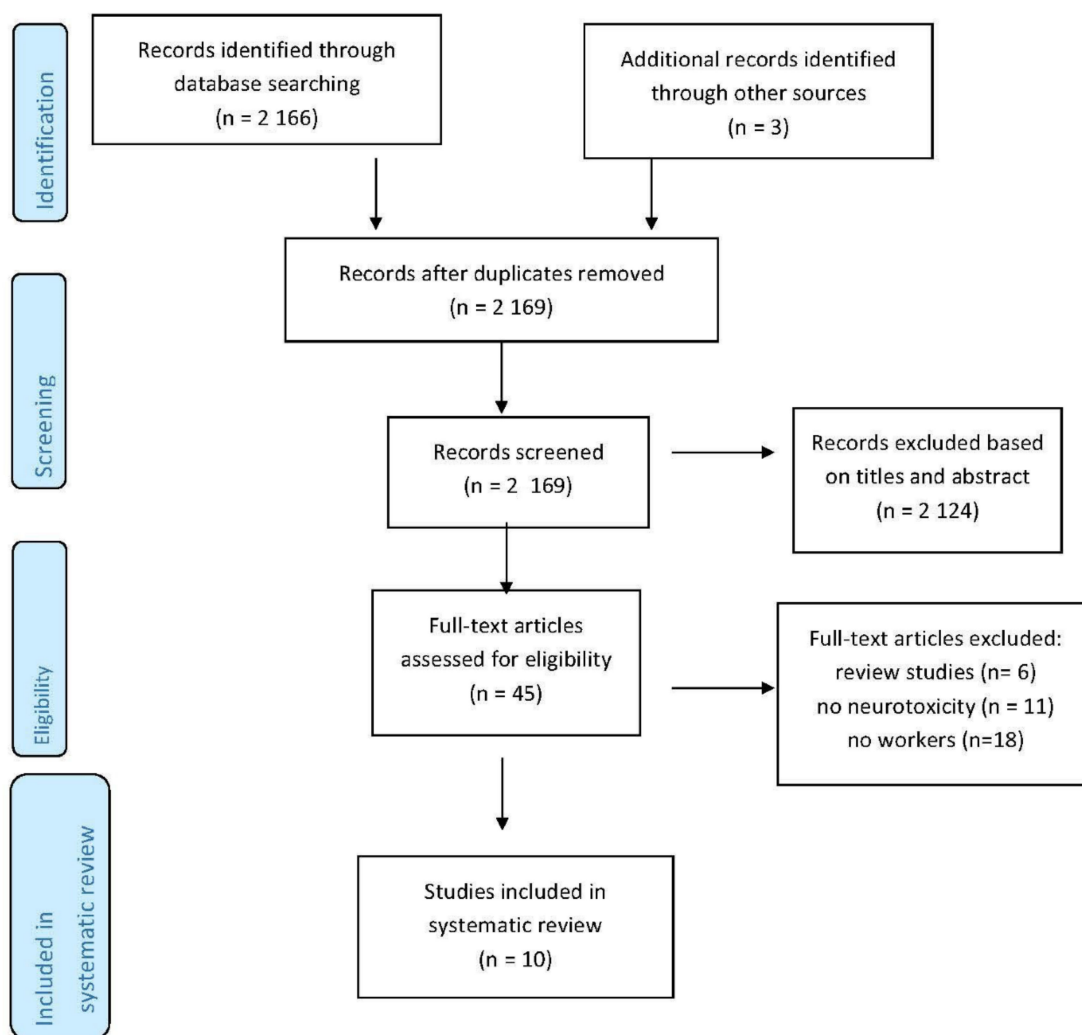 Identification
Records identified through
database searching
(n = 2 166)
Additional records identified
through other sources
(n = 3)
Records after duplicates removed
(n = 2 169)
Screening
Records screened
(n = 2  169)
Records excluded based
on titles and abstract
(n = 2 124)
Eligibility
Full-text articles
assessed for eligibility
(n = 45)
Full-text articles excluded:
review studies (n= 6)
no neurotoxicity (n = 11)
no workers (n=18)
Included in
systematic review
Studies included in
systematic review
(n = 10)